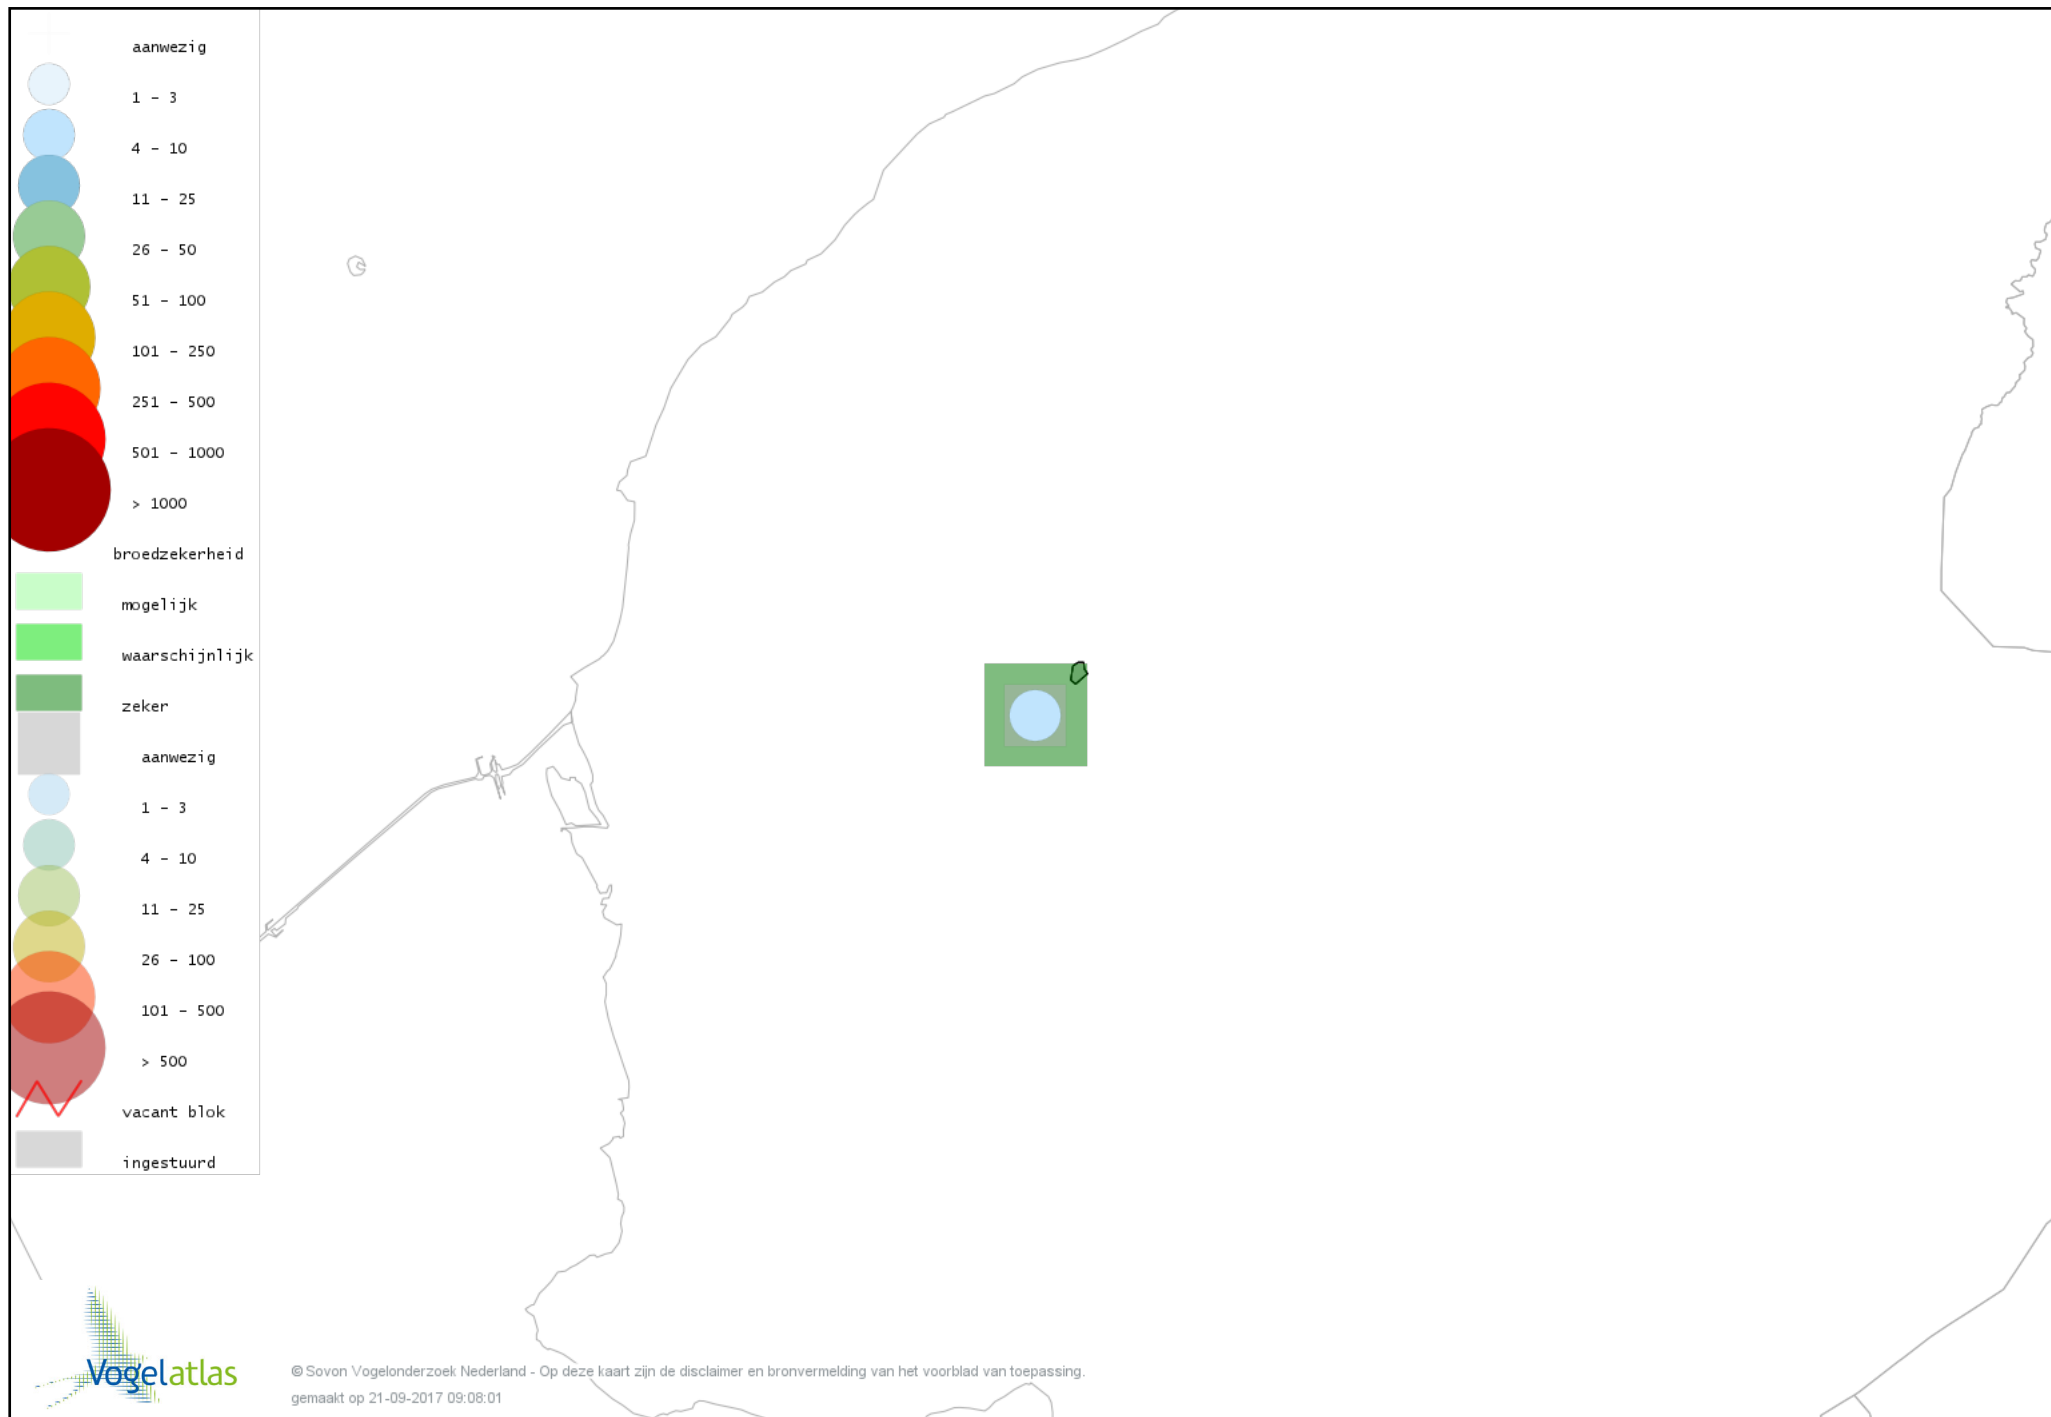 aanwezig
1 - 3
4 - 10
11 - 25
26 - 50
51 - 100
101 - 250
251 - 500
501 - 1000
> 1000
broedzekerheid
mogelijk
waarschijnlijk
zeker
aanwezig
1 - 3
4 - 10
11 - 25
26 - 100
101 - 500
> 500
vacant blok
ingestuurd
Vogelatlas
© Sovon Vogelonderzoek Nederland - Op deze kaart zijn de disclaimer en bronvermelding van het voorblad van toepassing.
gemaakt op 21-09-2017 09:08:01